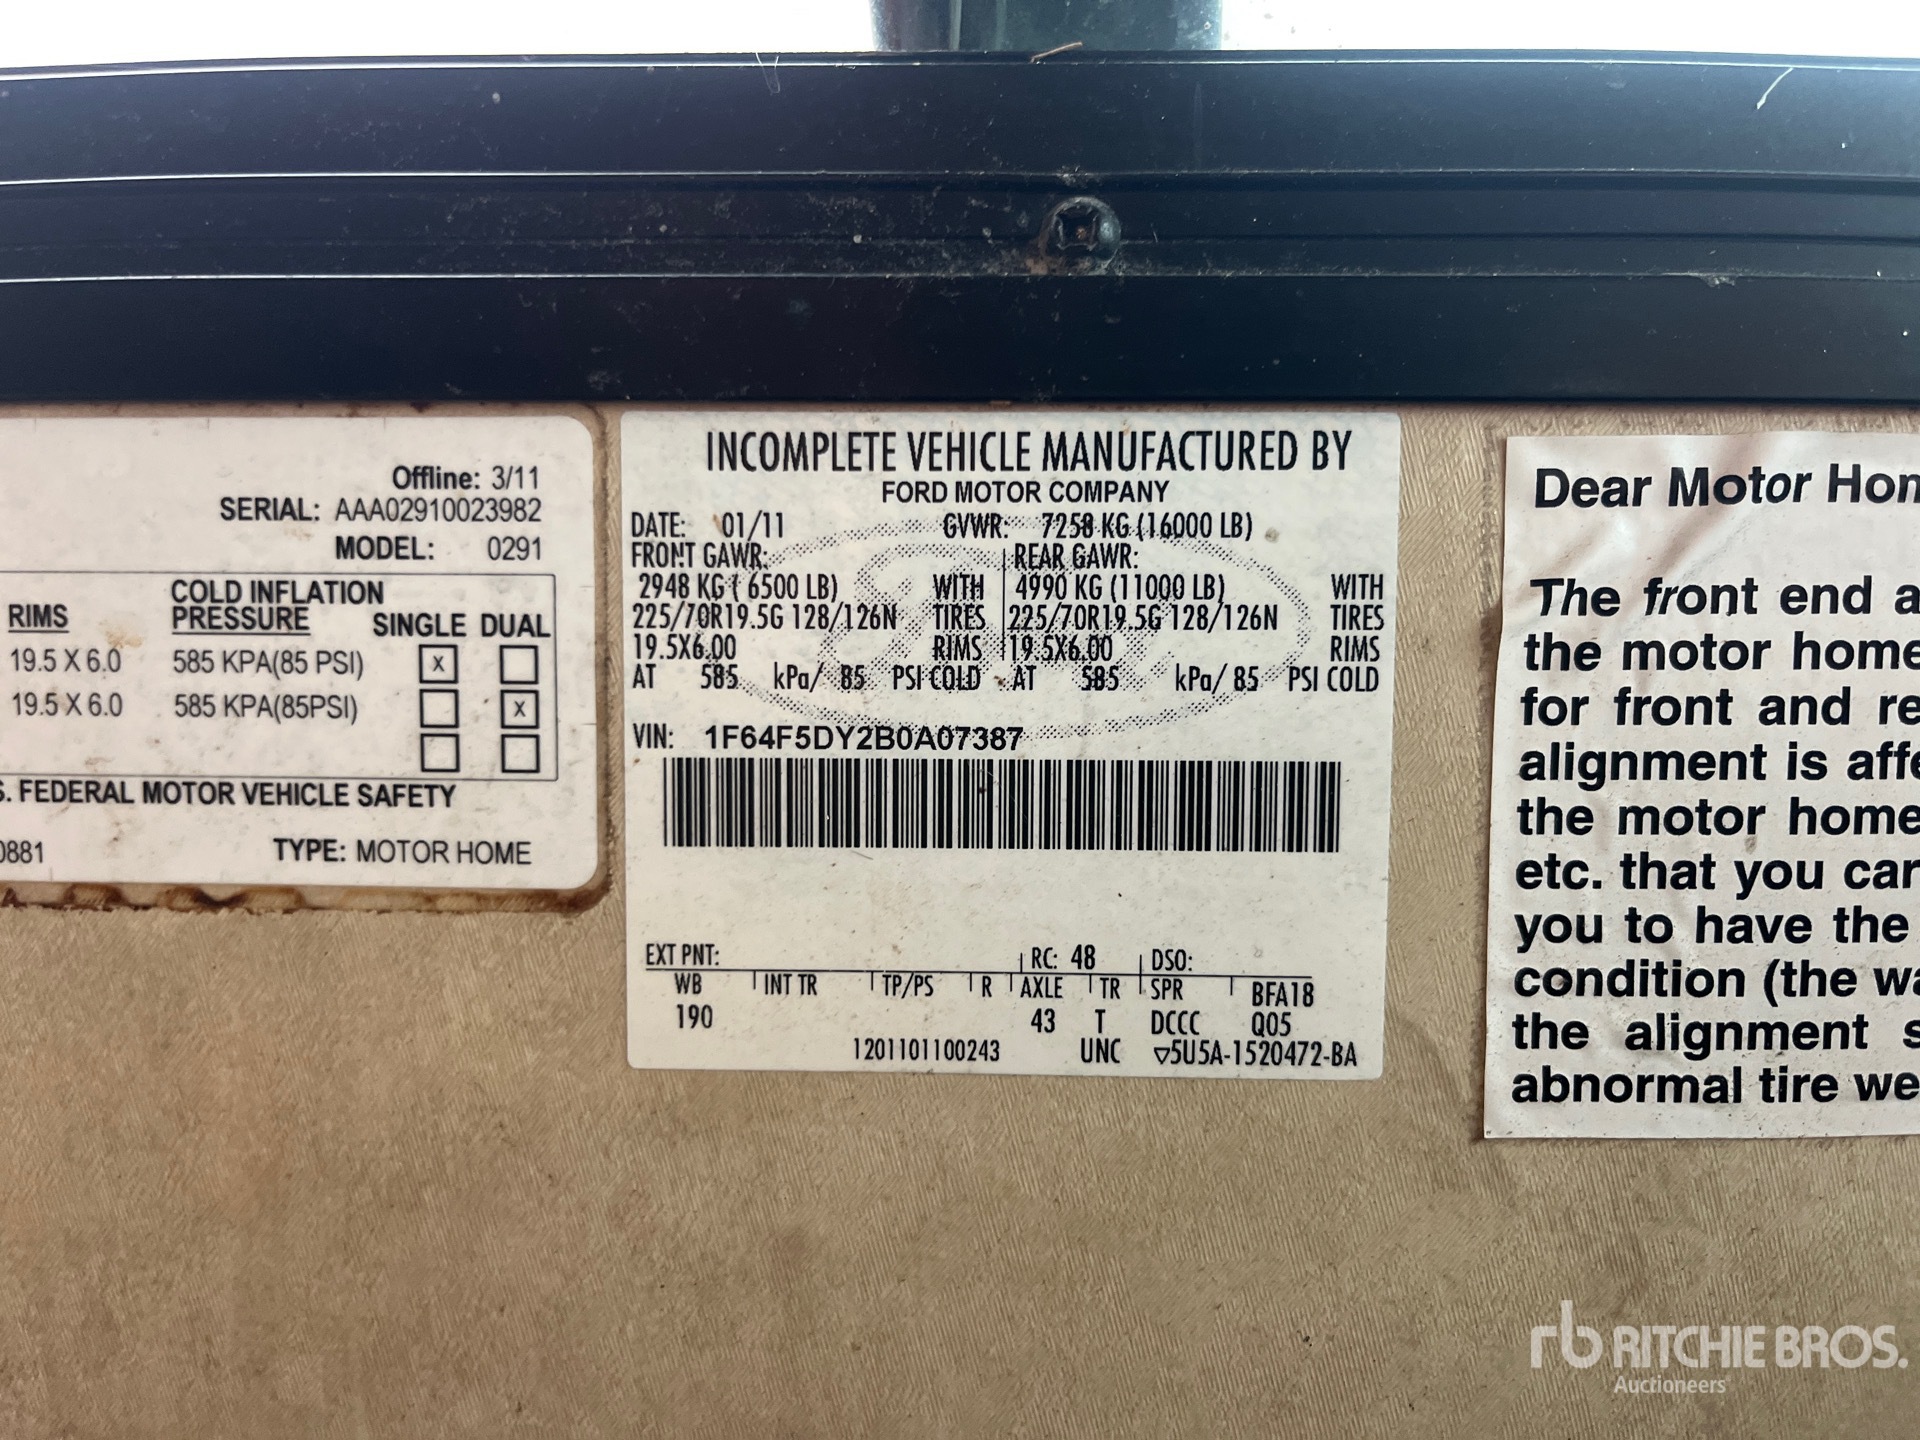 Offline: 3/11
SERIAL: AAA02910023982
MODEL: 0291
RIMS COLD INFLATION PRESSURE SINGLE DUAL
19.5 X 6.0 585 KPA(85 PSI) x
19.5 X 6.0 585 KPA(85PSI) x
S. FEDERAL MOTOR VEHICLE SAFETY
0881 TYPE: MOTOR HOME
INCOMPLETE VEHICLE MANUFACTURED BY
FORD MOTOR COMPANY
DATE: 01/11 GVWR: 7258 KG (16000 LB)
FRONT GAWR: REAR GAWR:
2948 KG ( 6500 LB) WITH 4990 KG (11000 LB) WITH
225/70R19.5G 128/126N TIRES 225/70R19.5G 128/126N TIRES
19.5X6.00 RIMS 19.5X6.00 RIMS
AT 585 kPa/ 85 PSI COLD AT 585 kPa/ 85 PSI COLD
VIN: 1F64F5DY2B0A07387
EXT PNT: RC: 48 DSO:
WB INT TR TP/PS R AXLE TR SPR BFA18
190 43 T DCCC Q05
1201101100243 UNC ▽5U5A-1520472-BA
Dear Motor Hom
The front end a
the motor home
for front and re
alignment is affe
the motor home
etc. that you car
you to have the
condition (the wa
the alignment s
abnormal tire we
rb RITCHIE BROS.
Auctioneers